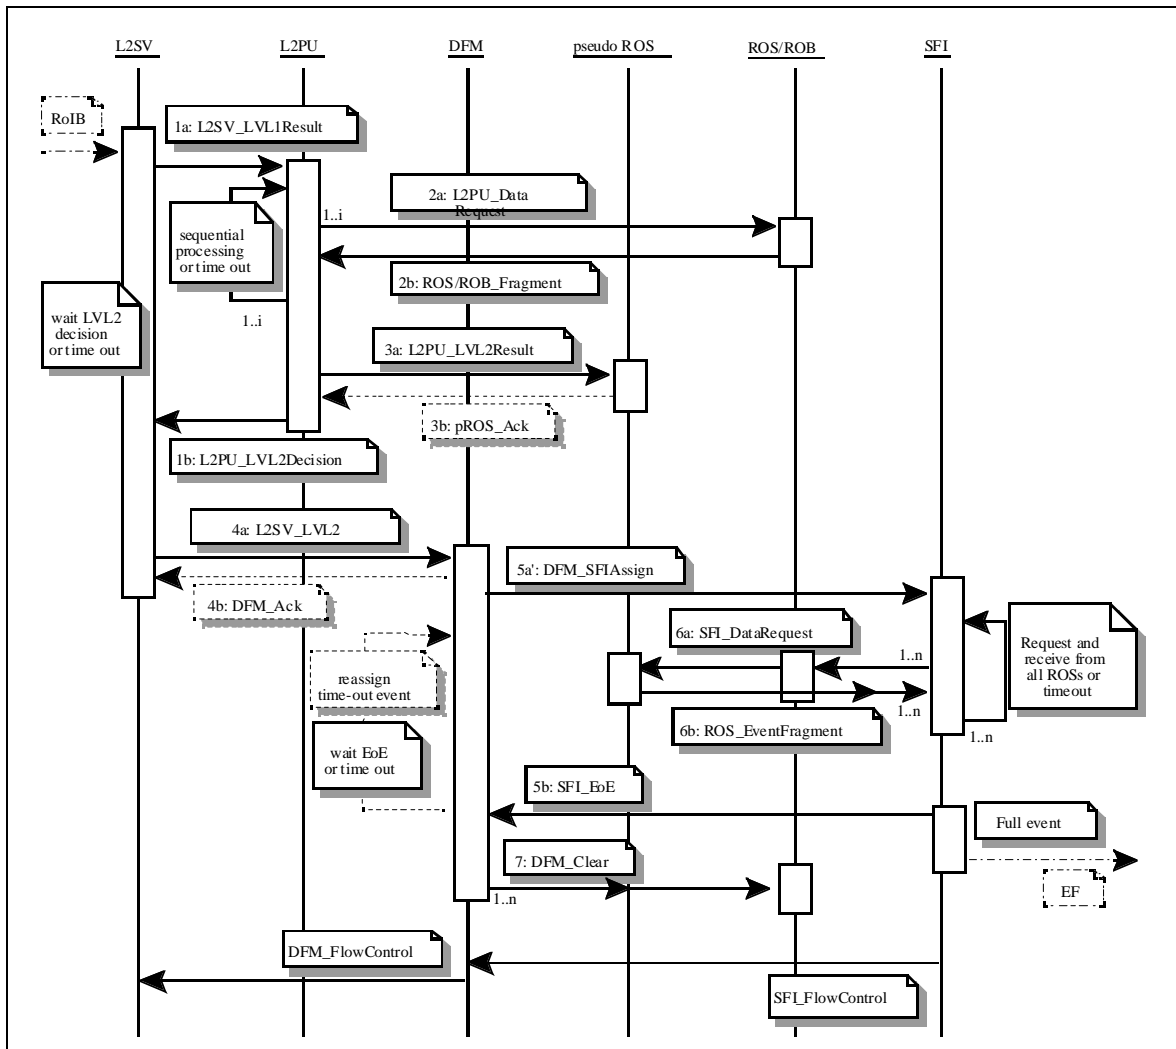 L2SV
L2PU
DFM
pseudo ROS
ROS/ROB
SFI
RoIB
1a: L2SV_LVL1Result
2a: L2PU_Data
Request
1..i
sequential
processing
or time out
2b: ROS/ROB_Fragment
wait LVL2
decision
or time out
1..i
3a: L2PU_LVL2Result
3b: pROS_Ack
1b: L2PU_LVL2Decision
4a: L2SV_LVL2
5a': DFM_SFIAssign
4b: DFM_Ack
6a: SFI_DataRequest
Request and
receive from
all ROSs or
timeout
1..n
reassign
time-out event
1..n
6b: ROS_EventFragment
1..n
wait EoE
or time out
5b: SFI_EoE
Full event
7: DFM_Clear
1..n
EF
DFM_FlowControl
SFI_FlowControl